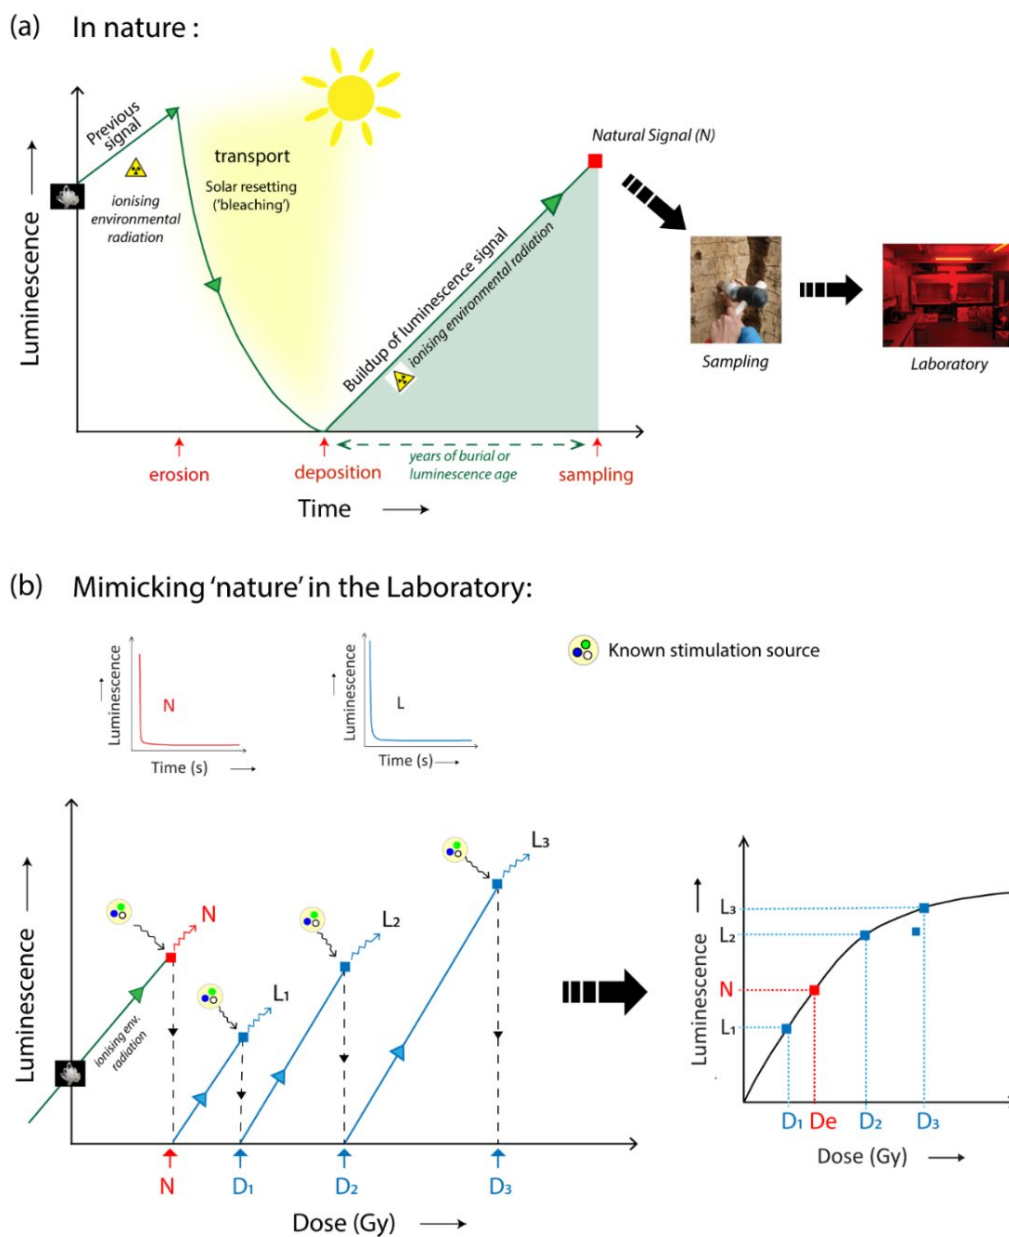 (a) In nature :
Luminescence
Previous
signal
ionising
environmental
radiation
transport
Solar resetting
('bleaching')
Buildup of luminescence signal
ionising environmental radiation
Natural Signal (N)
Sampling
Laboratory
years of burial or
luminescence age
erosion
deposition
sampling
Time
(b) Mimicking 'nature' in the Laboratory:
Luminescence
N
Time (s)
Luminescence
L
Time (s)
Known stimulation source
Luminescence
ionising env.
radiation
N
L1
L2
L3
N
D1
D2
D3
Dose (Gy)
Luminescence
L3
L2
N
L1
D1
De
D2
D3
Dose (Gy)